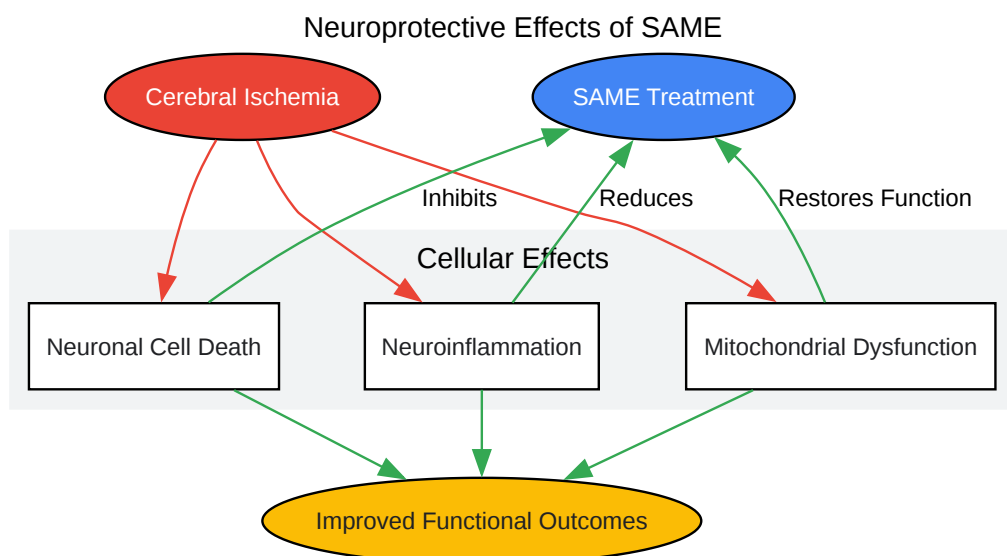 Neuroprotective Effects of SAME
Cerebral Ischemia
SAME Treatment
Inhibits
Reduces
Restores Function
Cellular Effects
Neuronal Cell Death
Neuroinflammation
Mitochondrial Dysfunction
Improved Functional Outcomes